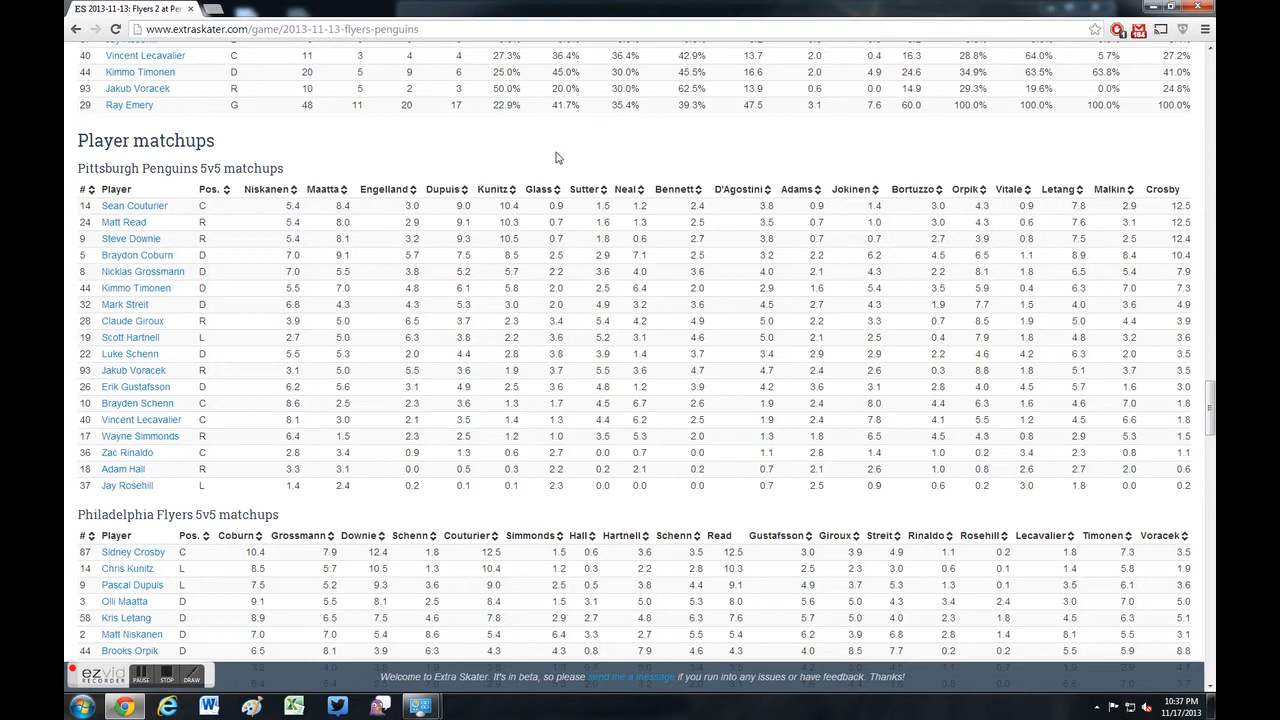 ES 2013-11-13: Flyers 2 at Per
www.extraskater.com/game/2013-11-13-flyers-penguins
40 Vincent Lecavalier C 11 3 4 4 27.3% 36.4% 36.4% 42.9% 13.7 2.0 0.4 16.3 28.8% 64.0% 5.7% 27.2%
44 Kimmo Timonen D 20 5 9 6 25.0% 45.0% 30.0% 45.5% 16.6 2.0 4.9 24.6 34.9% 63.5% 63.8% 41.0%
93 Jakub Voracek R 10 5 2 3 50.0% 20.0% 30.0% 62.5% 13.9 0.6 0.0 14.9 29.3% 19.6% 0.0% 24.8%
29 Ray Emery G 48 11 20 17 22.9% 41.7% 35.4% 39.3% 47.5 3.1 7.6 60.0 100.0% 100.0% 100.0% 100.0%
Player matchups
Pittsburgh Penguins 5v5 matchups
# Player Pos. Niskanen Maatta Engelland Dupuis Kunitz Glass Sutter Neal Bennett D'Agostini Adams Jokinen Bortuzzo Orpik Vitale Letang Malkin Crosby
14 Sean Couturier C 5.4 8.4 3.0 9.0 10.4 0.9 1.5 1.2 2.4 3.8 0.9 1.4 3.0 4.3 0.9 7.8 2.9 12.5
24 Matt Read R 5.4 8.0 2.9 9.1 10.3 0.7 1.6 1.3 2.5 3.5 0.7 1.0 3.0 4.3 0.6 7.6 3.1 12.5
9 Steve Downie R 5.4 8.1 3.2 9.3 10.5 0.7 1.8 0.6 2.7 3.8 0.7 0.7 2.7 3.9 0.8 7.5 2.5 12.4
5 Braydon Coburn D 7.0 9.1 5.7 7.5 8.5 2.5 2.9 7.1 2.5 3.2 2.2 6.2 4.5 6.5 1.1 8.9 8.4 10.4
8 Nicklas Grossmann D 7.0 5.5 3.8 5.2 5.7 2.2 3.6 4.0 3.6 4.0 2.1 4.3 2.2 8.1 1.8 6.5 5.4 7.9
44 Kimmo Timonen D 5.5 7.0 4.8 6.1 5.8 2.0 2.5 6.4 2.0 2.9 1.6 5.4 3.5 5.9 0.4 6.3 7.0 7.3
32 Mark Streit D 6.8 4.3 4.3 5.3 3.0 2.0 4.9 3.2 3.6 4.5 2.7 4.3 1.9 7.7 1.5 4.0 3.6 4.9
28 Claude Giroux R 3.9 5.0 6.5 3.7 2.3 3.4 5.4 4.2 4.9 5.0 2.2 3.3 0.7 8.5 1.9 5.0 4.4 3.9
19 Scott Hartnell L 2.7 5.0 6.3 3.8 2.2 3.6 5.2 3.1 4.6 5.0 2.1 2.5 0.4 7.9 1.8 4.8 3.2 3.6
22 Luke Schenn D 5.5 5.3 2.0 4.4 2.8 3.8 3.9 1.4 3.7 3.4 2.9 2.9 2.2 4.6 4.2 6.3 2.0 3.5
93 Jakub Voracek R 3.1 5.0 5.5 3.6 1.9 3.7 5.5 3.6 4.7 4.7 2.4 2.6 0.3 8.8 1.8 5.1 3.7 3.5
26 Erik Gustafsson D 6.2 5.6 3.1 4.9 2.5 3.6 4.8 1.2 3.9 4.2 3.6 3.1 2.8 4.0 4.5 5.7 1.6 3.0
10 Brayden Schenn C 8.6 2.5 2.3 3.6 1.3 1.7 4.5 6.7 2.6 1.9 2.4 8.0 4.4 6.3 1.6 4.6 7.0 1.8
40 Vincent Lecavalier C 8.1 3.0 2.1 3.5 1.4 1.3 4.4 6.2 2.5 1.9 2.4 7.8 4.1 5.5 1.2 4.5 6.6 1.8
17 Wayne Simmonds R 6.4 1.5 2.3 2.5 1.2 1.0 3.5 5.3 2.0 1.3 1.8 6.5 4.5 4.3 0.8 2.9 5.3 1.5
36 Zac Rinaldo C 2.8 3.4 0.9 1.3 0.6 2.7 0.0 0.7 0.0 1.1 2.8 1.4 1.0 0.2 3.4 2.3 0.8 1.1
18 Adam Hall R 3.3 3.1 0.0 0.5 0.3 2.2 0.2 2.1 0.2 0.7 2.1 2.6 1.0 0.8 2.6 2.7 2.0 0.6
37 Jay Rosehill L 1.4 2.4 0.2 0.1 0.1 2.3 0.0 0.0 0.0 0.7 2.5 0.9 0.6 0.2 3.0 1.8 0.0 0.2
Philadelphia Flyers 5v5 matchups
# Player Pos. Coburn Grossmann Downie Schenn Couturier Simmonds Hall Hartnell Schenn Read Gustafsson Giroux Streit Rinaldo Rosehill Lecavalier Timonen Voracek
87 Sidney Crosby C 10.4 7.9 12.4 1.8 12.5 1.5 0.6 3.6 3.5 12.5 3.0 3.9 4.9 1.1 0.2 1.8 7.3 3.5
14 Chris Kunitz L 8.5 5.7 10.5 1.3 10.4 1.2 0.3 2.2 2.8 10.3 2.5 2.3 3.0 0.6 0.1 1.4 5.8 1.9
9 Pascal Dupuis L 7.5 5.2 9.3 3.6 9.0 2.5 0.5 3.8 4.4 9.1 4.9 3.7 5.3 1.3 0.1 3.5 6.1 3.6
3 Olli Maatta D 9.1 5.5 8.1 2.5 8.4 1.5 3.1 5.0 5.3 8.0 5.6 5.0 4.3 3.4 2.4 3.0 7.0 5.0
58 Kris Letang D 8.9 6.5 7.5 4.6 7.8 2.9 2.7 4.8 6.3 7.6 5.7 5.0 4.0 2.3 1.8 4.5 6.3 5.1
2 Matt Niskanen D 7.0 7.0 5.4 8.6 5.4 6.4 3.3 2.7 5.5 5.4 6.2 3.9 6.8 2.8 1.4 8.1 5.5 3.1
44 Brooks Orpik D 6.5 8.1 3.9 6.3 4.3 4.3 0.8 7.9 4.6 4.3 4.0 8.5 7.7 0.2 0.2 5.5 5.9 8.8
ezvid
RECORDER
PAUSE STOP DRAW
Welcome to Extra Skater. It's in beta, so please send me a message if you run into any issues or have feedback. Thanks!
10:37 PM
11/17/2013